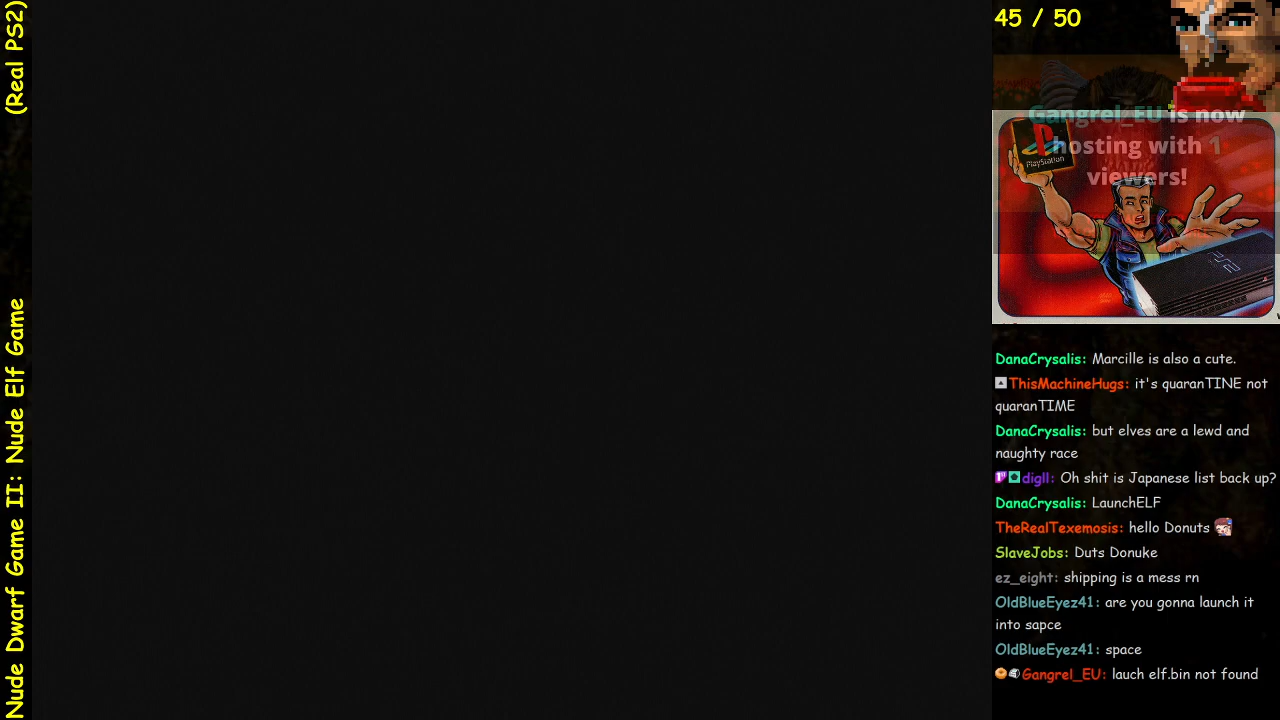 Nude Dwarf Game II: Nude Elf Game (Real PS2)
45 / 50
Gangrel_EU is now
hosting with 1
viewers!
PlayStation
PS2
DanaCrysalis: Marcille is also a cute.
ThisMachineHugs: it's quaranTINE not
quaranTIME
DanaCrysalis: but elves are a lewd and
naughty race
digll: Oh shit is Japanese list back up?
DanaCrysalis: LaunchELF
TheRealTexemosis: hello Donuts
SlaveJobs: Duts Donuke
ez_eight: shipping is a mess rn
OldBlueEyez41: are you gonna launch it
into sapce
OldBlueEyez41: space
Gangrel_EU: lauch elf.bin not found